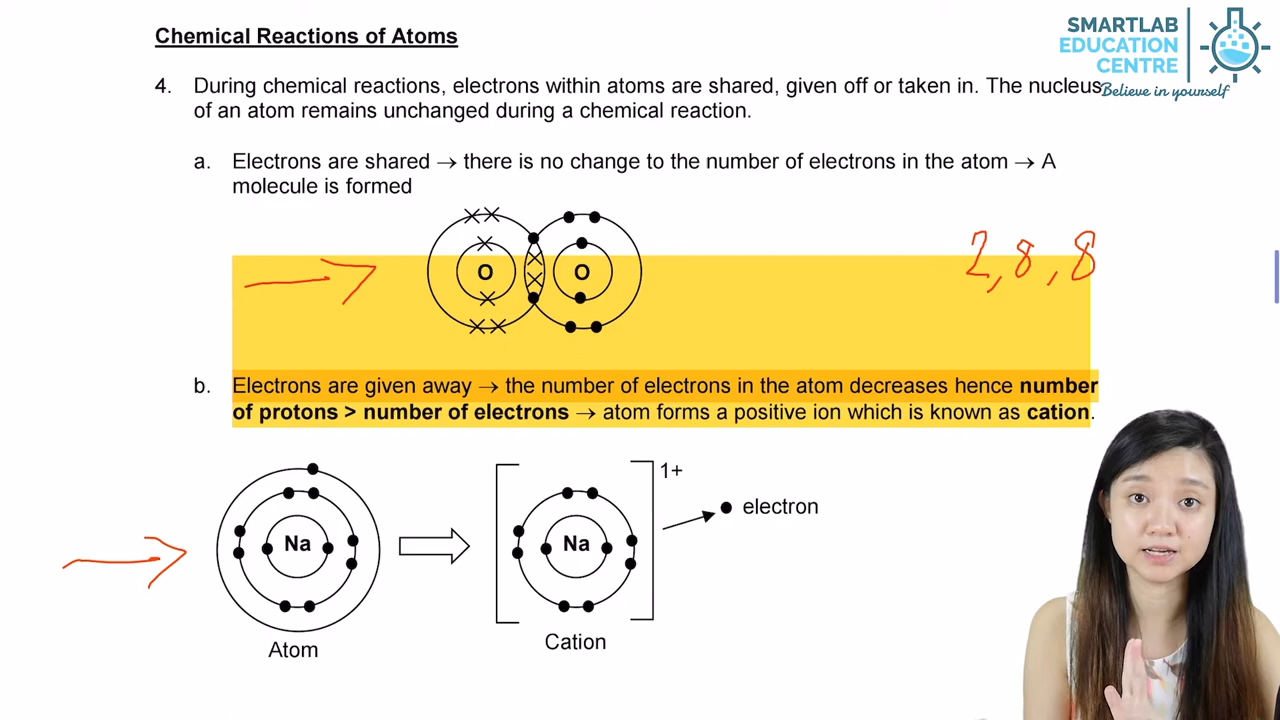 Chemical Reactions of Atoms
SMARTLAB
EDUCATION
CENTRE
Believe in yourself
4. During chemical reactions, electrons within atoms are shared, given off or taken in. The nucleus
of an atom remains unchanged during a chemical reaction.
a. Electrons are shared → there is no change to the number of electrons in the atom → A
molecule is formed
O O
2, 8, 8
b. Electrons are given away → the number of electrons in the atom decreases hence number
of protons > number of electrons → atom forms a positive ion which is known as cation.
1+
electron
Na Na
Atom
Cation